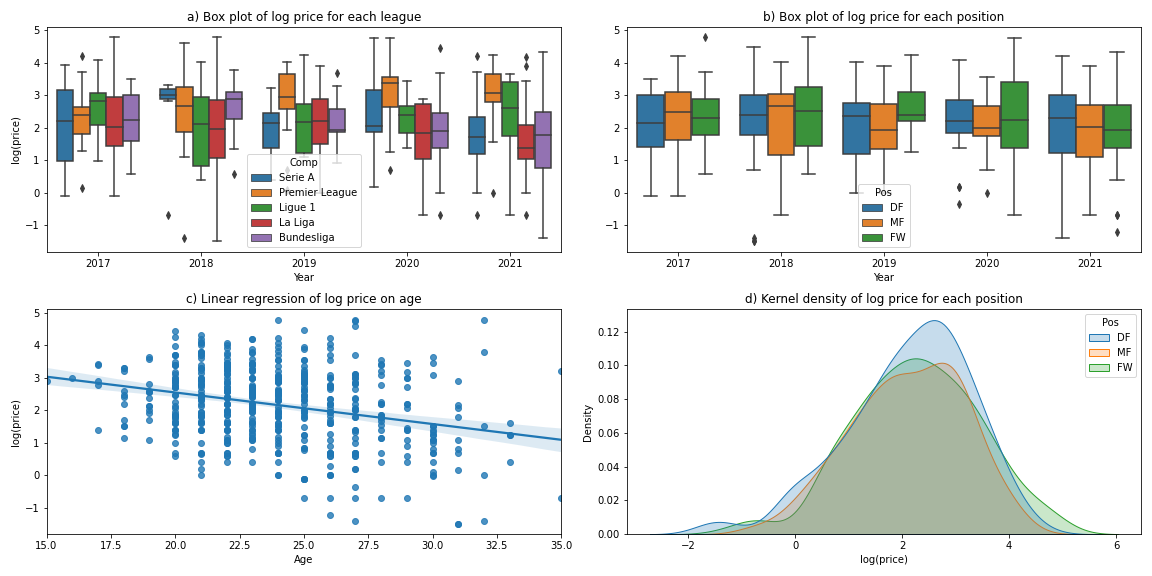 a) Box plot of log price for each league
log(price)
5
4
3
2
1
0
−1
Comp
Serie A
Premier League
Ligue 1
La Liga
Bundesliga
2017 2018 2019 2020 2021
Year
b) Box plot of log price for each position
5
4
3
2
1
0
−1
Pos
DF
MF
FW
2017 2018 2019 2020 2021
Year
c) Linear regression of log price on age
log(price)
5
4
3
2
1
0
−1
15.0 17.5 20.0 22.5 25.0 27.5 30.0 32.5 35.0
Age
d) Kernel density of log price for each position
Density
0.12
0.10
0.08
0.06
0.04
0.02
0.00
Pos
DF
MF
FW
−2 0 2 4 6
log(price)